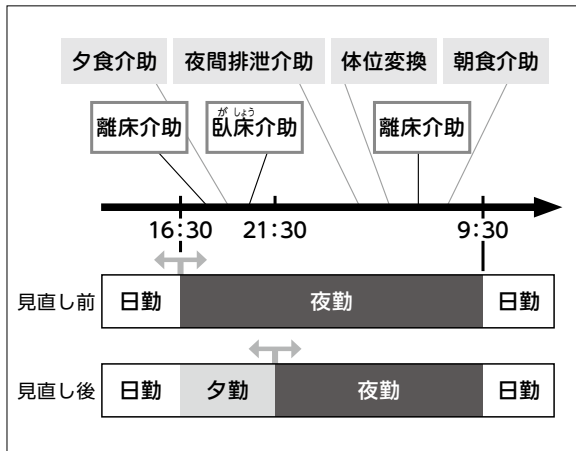 夕食介助 夜間排泄介助 体位変換 朝食介助
離床介助 臥床介助 離床介助
がしょう
16:30 21:30 9:30
見直し前 日勤 夜勤 日勤
見直し後 日勤 夕勤 夜勤 日勤